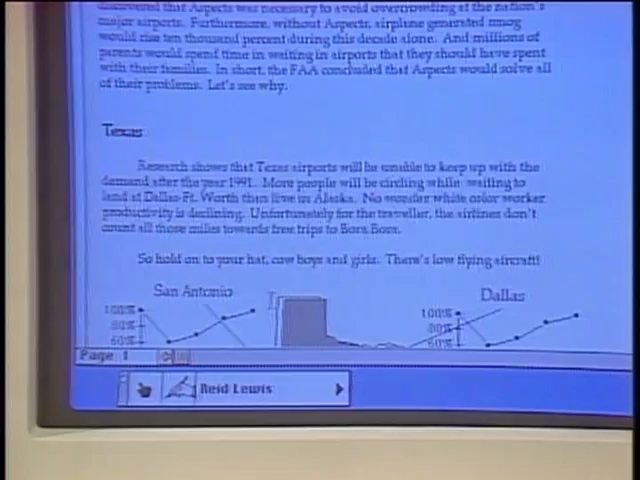 discovered that Aspects was necessary to avoid overcrowding at the nation's
major airports. Furthermore, without Aspects, airplane generated smog
would rise ten thousand percent during this decade alone. And millions of
parents would spend time in waiting in airports that they should have spent
with their families. In short, the FAA concluded that Aspects would solve all
of their problems. Let's see why.
Texas
Research shows that Texas airports will be unable to keep up with the
demand after the year 1991. More people will be circling while waiting to
land at Dallas-Ft. Worth than live in Alaska. No wonder white color worker
productivity is declining. Unfortunately for the traveller, the airlines don't
count all those miles towards free trips to Bora Bora.
So hold on to your hat, cow boys and girls. There's low flying aircraft!
San Antonio
Dallas
100%
80%
60%
100%
80%
60%
Page 1
Reid Lewis